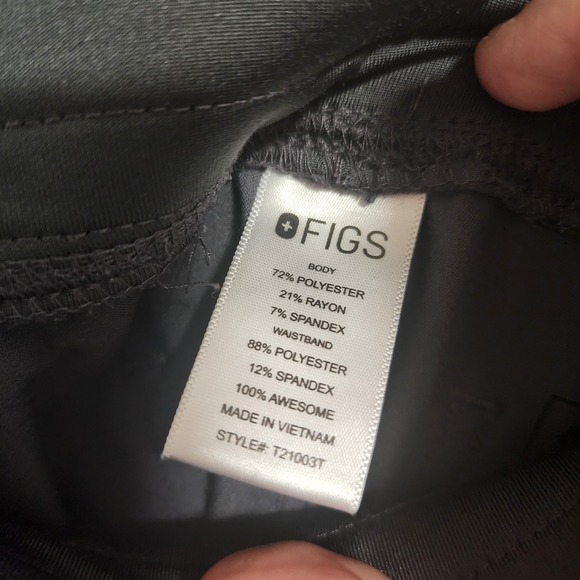 FIGS
BODY
72% POLYESTER
21% RAYON
7% SPANDEX
WAISTBAND
88% POLYESTER
12% SPANDEX
100% AWESOME
MADE IN VIETNAM
STYLE#: T21003T